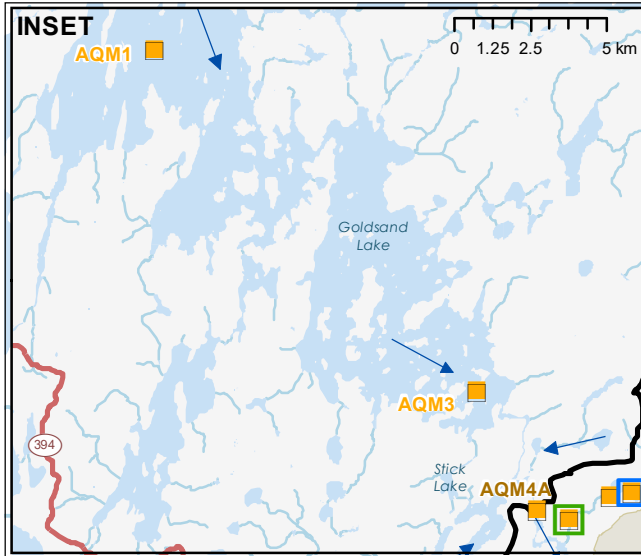 INSET
AQM1
0 1.25 2.5 5 km
Goldsand
Lake
AQM3
394
Stick
Lake
AQM4A